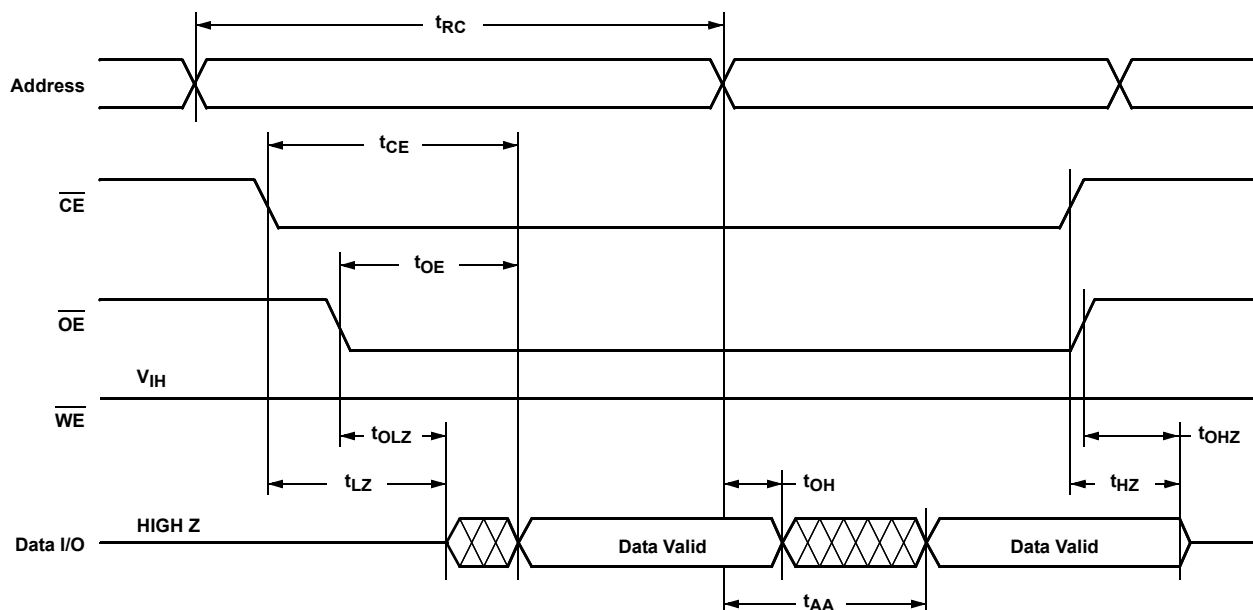 tRC
Address
tCE
CE
tOE
OE
VIH
WE
tOLZ
tOHZ
tLZ
tOH
tHZ
HIGH Z
Data I/O
Data Valid
Data Valid
tAA